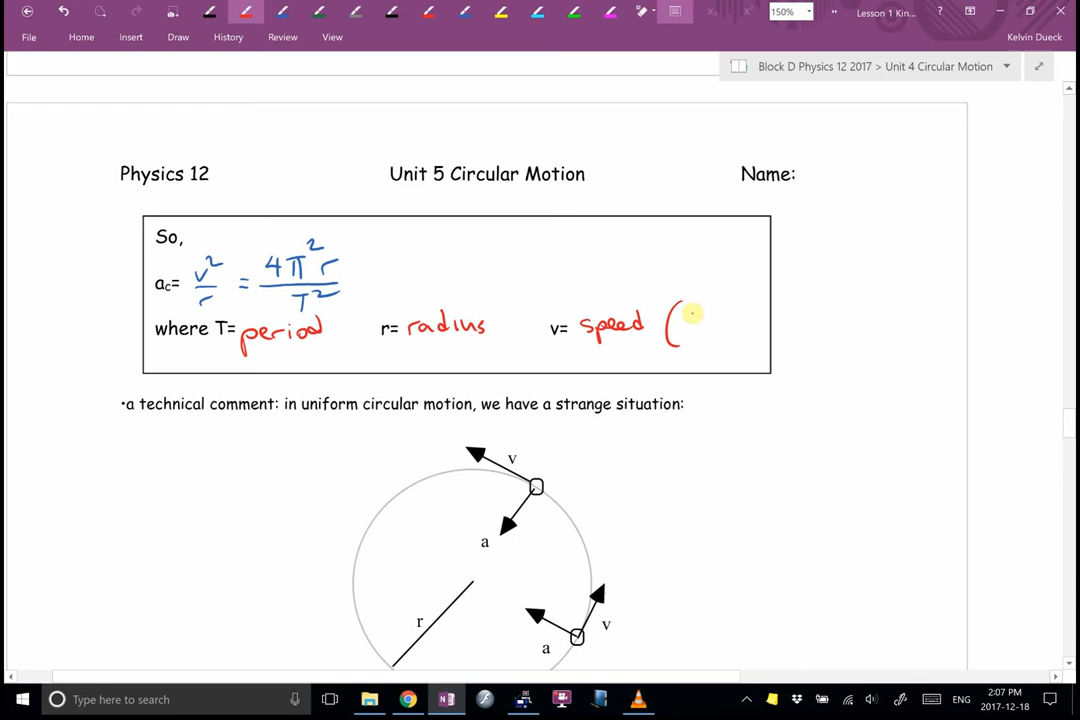 150%
Lesson 1 Kin...
?
File Home Insert Draw History Review View
Kelvin Dueck
Block D Physics 12 2017 > Unit 4 Circular Motion
Physics 12 Unit 5 Circular Motion Name:
So,
ac= v²/r = 4π²r/T²
where T= period r= radius v= speed (
•a technical comment: in uniform circular motion, we have a strange situation:
v
a
r
v
a
Type here to search
ENG
2:07 PM
2017-12-18